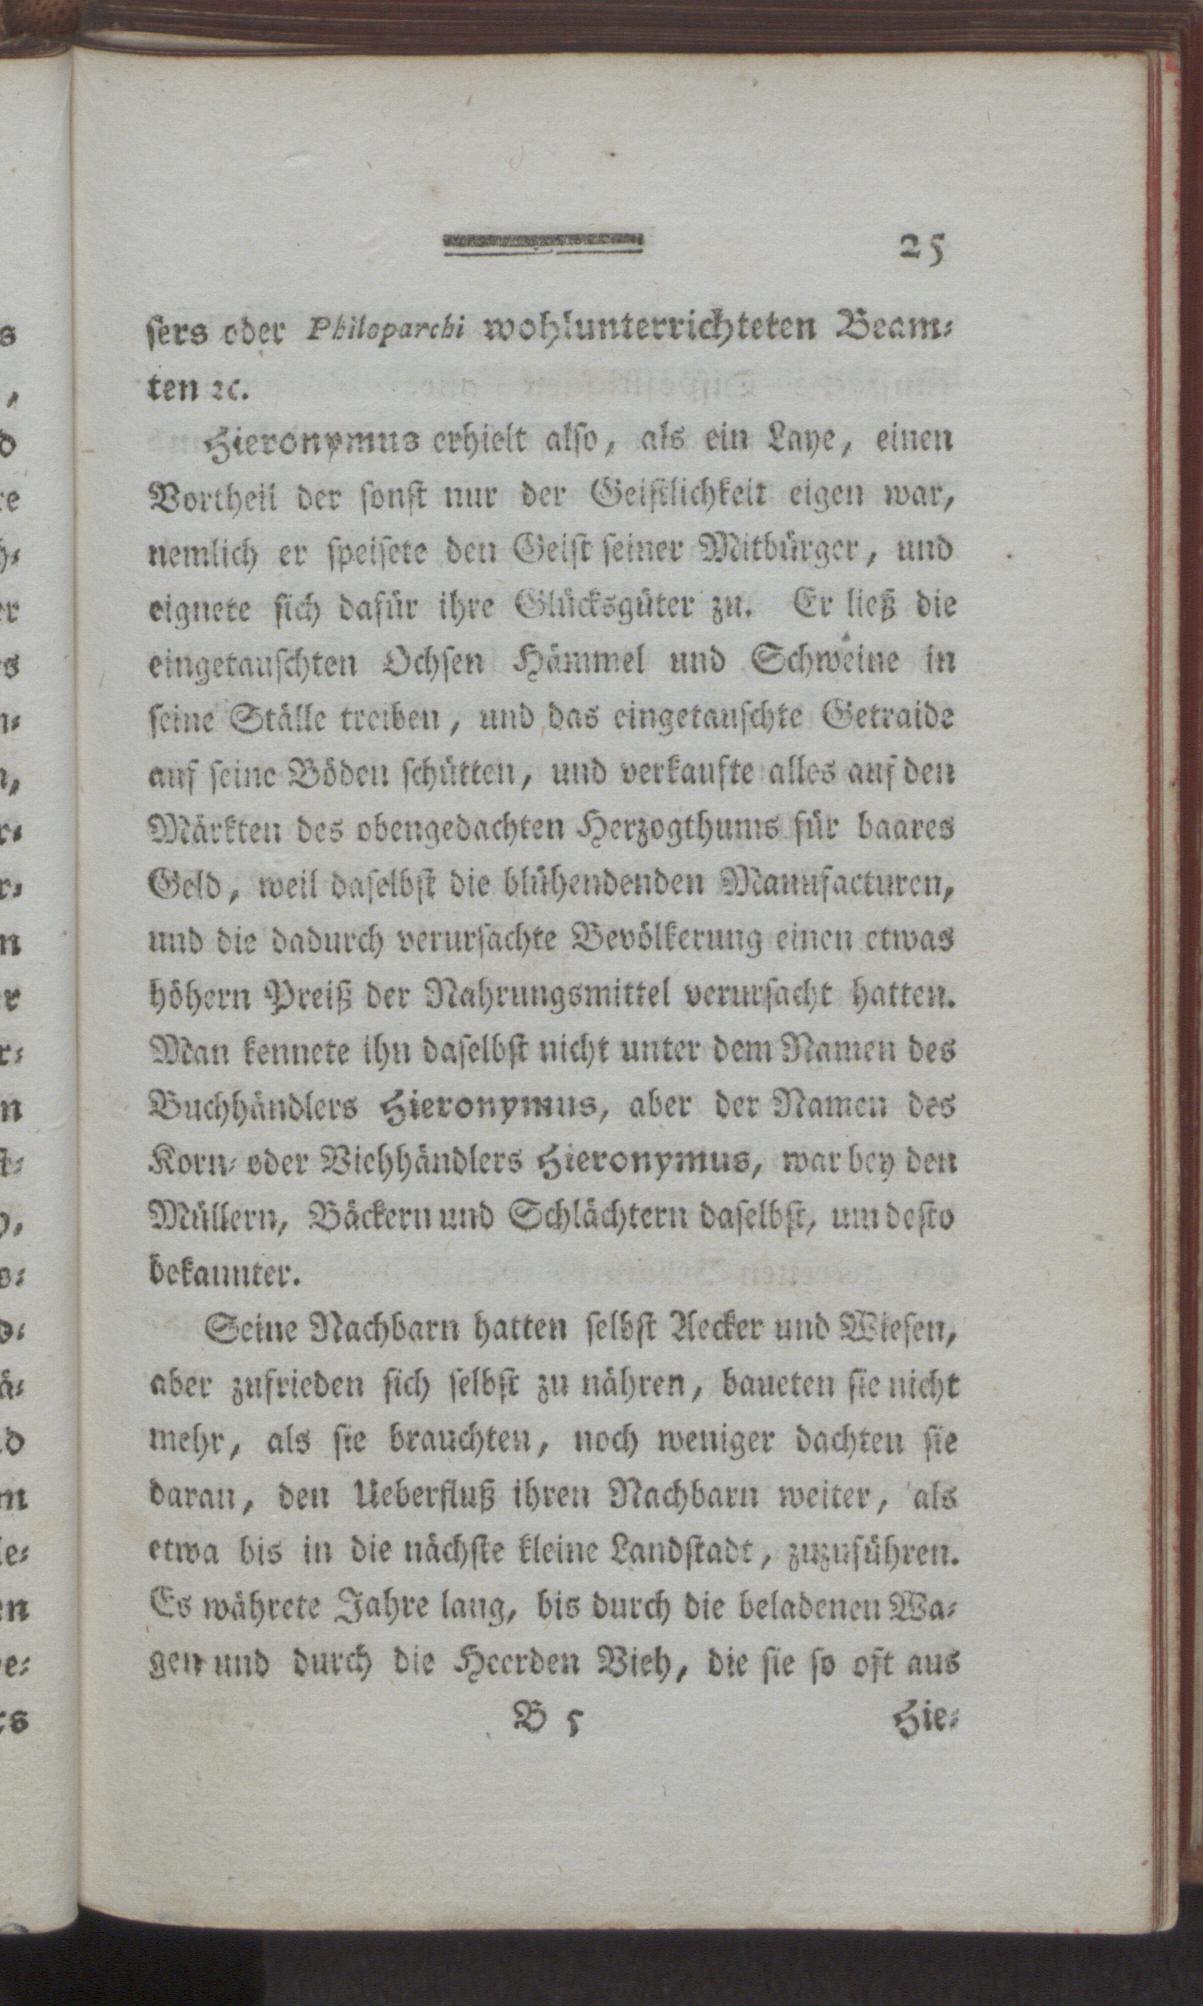 25
sers oder Philoparchi wohlunterrichteten Beam-
ten ꝛc.
Hieronymus erhielt also, als ein Laye, einen
Vortheil der sonst nur der Geistlichkeit eigen war,
nemlich er speisete den Geist seiner Mitbürger, und
eignete sich dafür ihre Glücksgüter zu. Er ließ die
eingetauschten Ochsen Hämmel und Schweine in
seine Ställe treiben, und das eingetauschte Getraide
auf seine Böden schütten, und verkaufte alles auf den
Märkten des obengedachten Herzogthums für baares
Geld, weil daselbst die blühendenden Manufacturen,
und die dadurch verursachte Bevölkerung einen etwas
höhern Preiß der Nahrungsmittel verursacht hatten.
Man kennete ihn daselbst nicht unter dem Namen des
Buchhändlers Hieronymus, aber der Namen des
Korn- oder Viehhändlers Hieronymus, war bey den
Müllern, Bäckern und Schlächtern daselbst, um desto
bekannter.
Seine Nachbarn hatten selbst Aecker und Wiesen,
aber zufrieden sich selbst zu nähren, baueten sie nicht
mehr, als sie brauchten, noch weniger dachten sie
daran, den Ueberfluß ihren Nachbarn weiter, als
etwa bis in die nächste kleine Landstadt, zuzuführen.
Es währete Jahre lang, bis durch die beladenen Wa-
gen und durch die Heerden Vieh, die sie so oft aus
B 5 Hie-